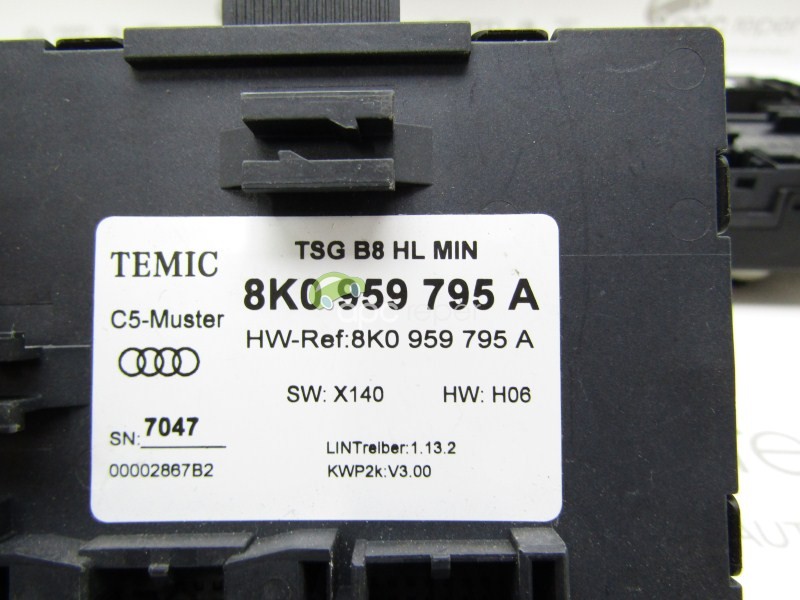 TSG B8 HL MIN
TEMIC
8K0 959 795 A
C5-Muster
HW-Ref:8K0 959 795 A
SW: X140 HW: H06
SN: 7047
LINTreiber:1.13.2
00002867B2
KWP2k:V3.00